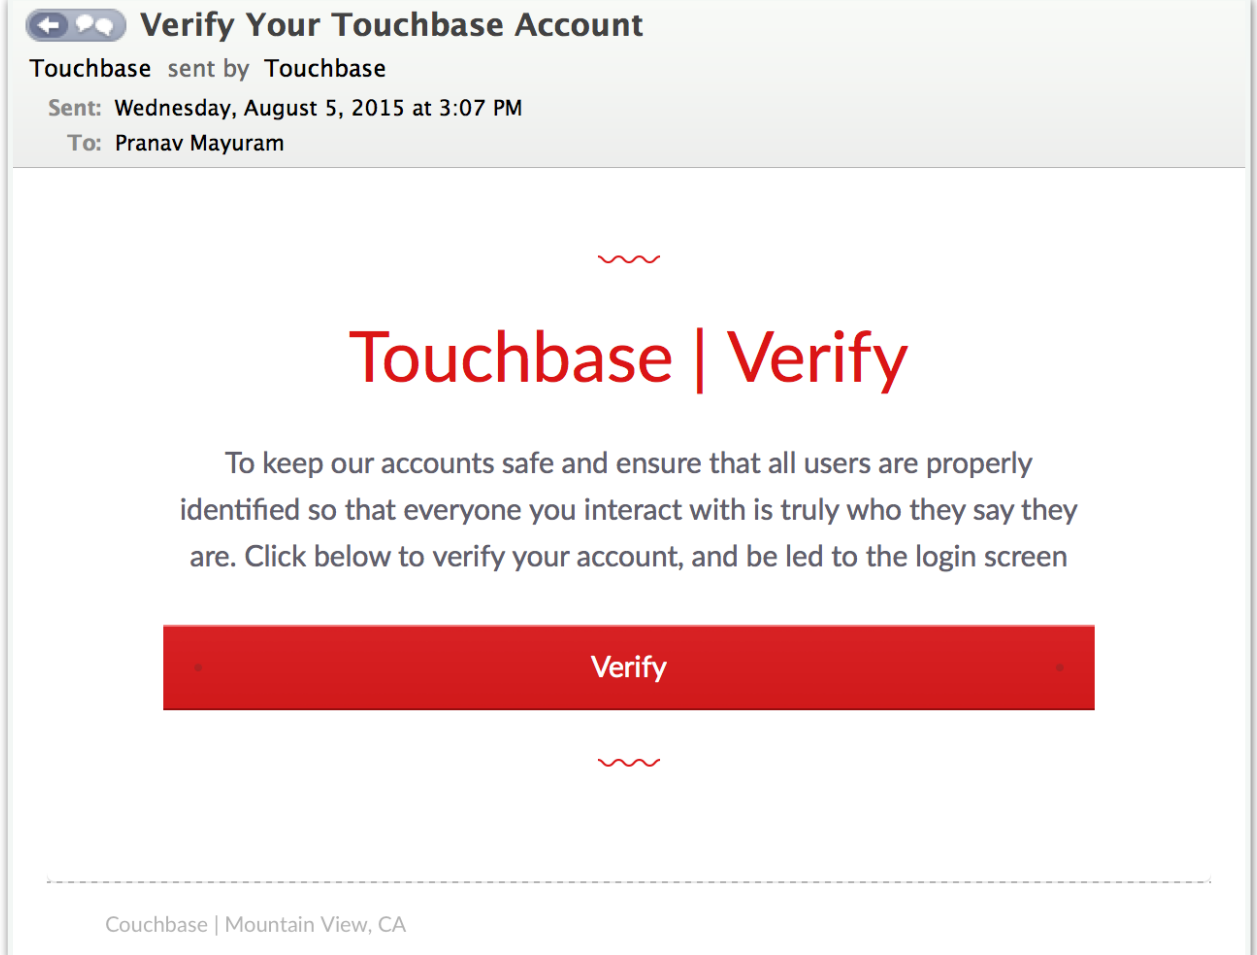 Verify Your Touchbase Account
Touchbase sent by Touchbase
Sent: Wednesday, August 5, 2015 at 3:07 PM
To: Pranav Mayuram
Touchbase | Verify
To keep our accounts safe and ensure that all users are properly
identified so that everyone you interact with is truly who they say they
are. Click below to verify your account, and be led to the login screen
Verify
Couchbase | Mountain View, CA